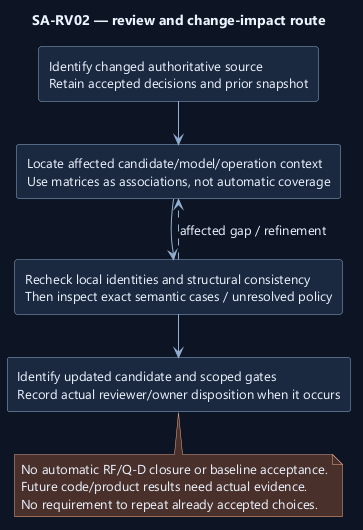 SA-RV02 — review and change-impact route
Identify changed authoritative source
Retain accepted decisions and prior snapshot
Locate affected candidate/model/operation context
Use matrices as associations, not automatic coverage
affected gap / refinement
Recheck local identities and structural consistency
Then inspect exact semantic cases / unresolved policy
Identify updated candidate and scoped gates
Record actual reviewer/owner disposition when it occurs
No automatic RF/Q-D closure or baseline acceptance.
Future code/product results need actual evidence.
No requirement to repeat already accepted choices.